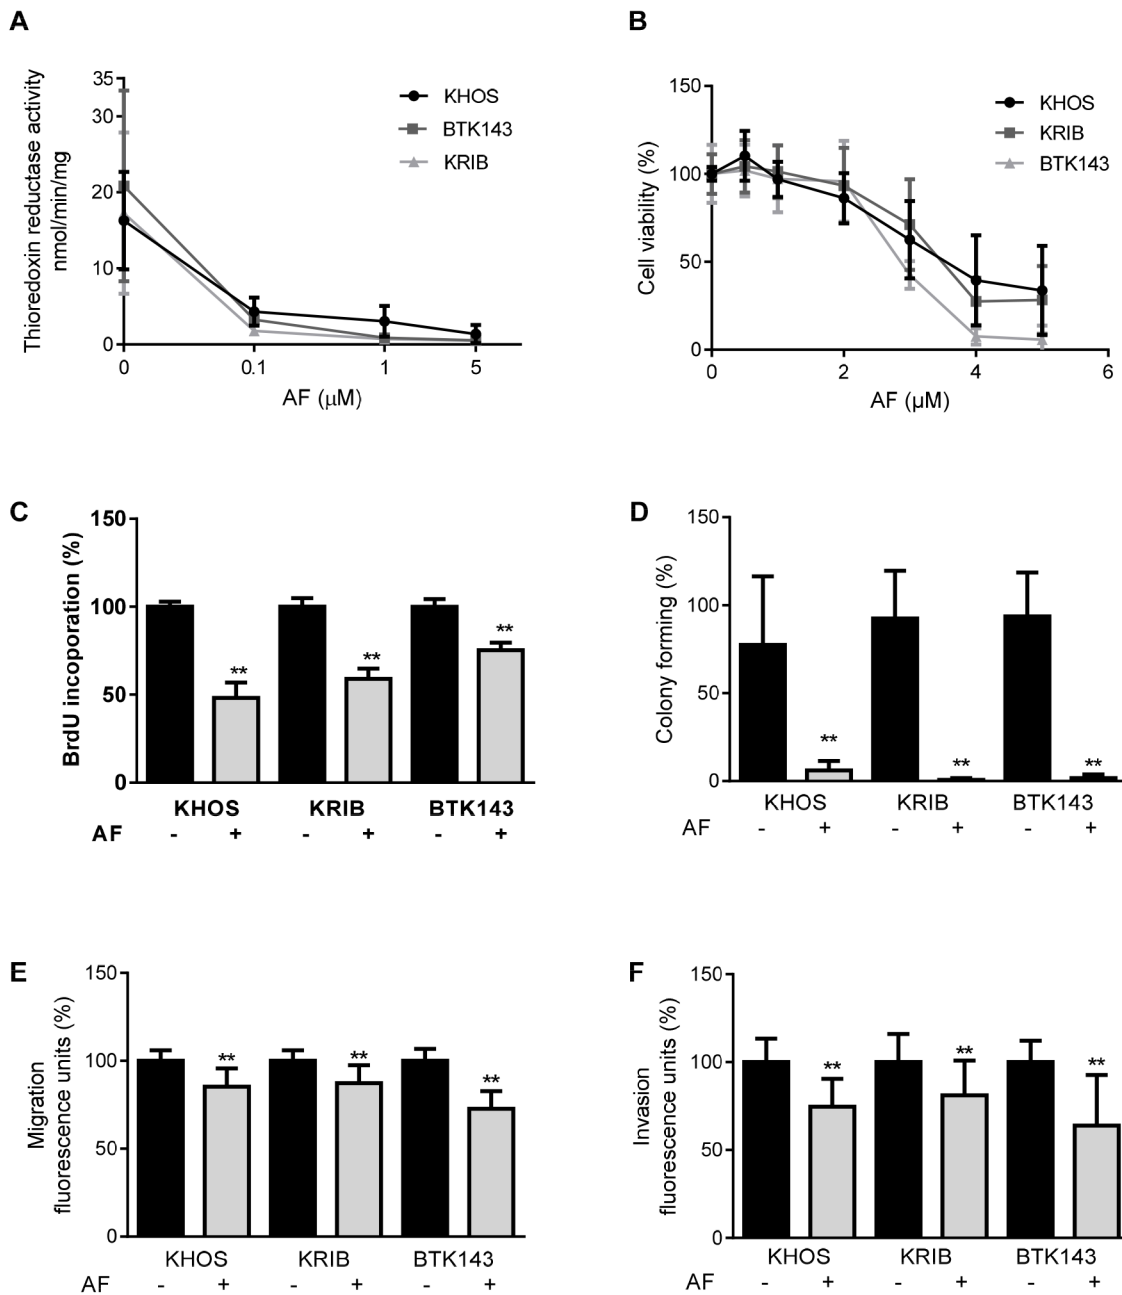 A
Thioredoxin reductase activity
nmol/min/mg
35
30
20
10
0
KHOS
BTK143
KRIB
0 0.1 1 5
AF (μM)
B
Cell viability (%)
150
100
50
0
KHOS
KRIB
BTK143
0 2 4 6
AF (μM)
C
BrdU incoporation (%)
150
100
50
0
** ** **
KHOS KRIB BTK143
AF - + - + - +
D
Colony forming (%)
150
100
50
0
** ** **
KHOS KRIB BTK143
AF - + - + - +
E
Migration
fluorescence units (%)
150
100
50
0
** ** **
KHOS KRIB BTK143
AF - + - + - +
F
Invasion
fluorescence units (%)
150
100
50
0
** ** **
KHOS KRIB BTK143
AF - + - + - +